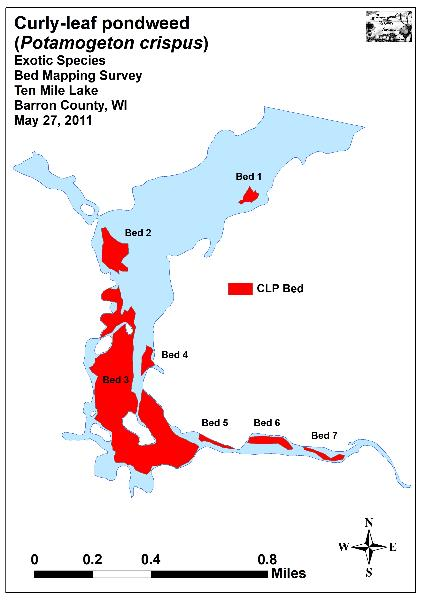 Curly-leaf pondweed
(Potamogeton crispus)
Exotic Species
Bed Mapping Survey
Ten Mile Lake
Barron County, WI
May 27, 2011
Bed 1
Bed 2
CLP Bed
Bed 4
Bed 3
Bed 5 Bed 6 Bed 7
N
W E
S
0 0.2 0.4 0.8
Miles